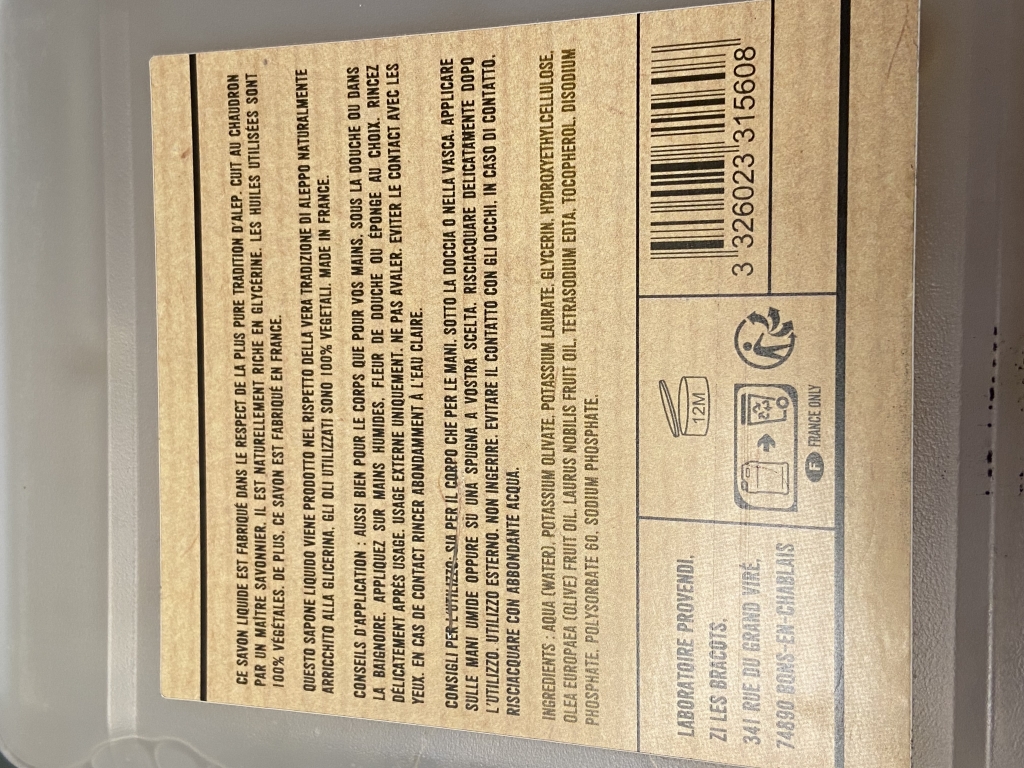 CE SAVON LIQUIDE EST FABRIQUÉ DANS LE RESPECT DE LA PLUS PURE TRADITION D'ALEP. CUIT AU CHAUDRON
PAR UN MAÎTRE SAVONNIER, IL EST NATURELLEMENT RICHE EN GLYCÉRINE. LES HUILES UTILISÉES SONT
100% VÉGÉTALES. DE PLUS, CE SAVON EST FABRIQUÉ EN FRANCE.
QUESTO SAPONE LIQUIDO VIENE PRODOTTO NEL RISPETTO DELLA VERA TRADIZIONE DI ALEPPO NATURALMENTE
ARRICCHITO ALLA GLICERINA. GLI OLI UTILIZZATI SONO 100% VEGETALI. MADE IN FRANCE.
CONSEILS D'APPLICATION : AUSSI BIEN POUR LE CORPS QUE POUR VOS MAINS. SOUS LA DOUCHE OU DANS
LA BAIGNOIRE. APPLIQUEZ SUR MAINS HUMIDES, FLEUR DE DOUCHE OU ÉPONGE AU CHOIX. RINCEZ
DÉLICATEMENT APRÈS USAGE. USAGE EXTERNE UNIQUEMENT. NE PAS AVALER. EVITER LE CONTACT AVEC LES
YEUX. EN CAS DE CONTACT RINCER ABONDAMMENT À L'EAU CLAIRE.
CONSIGLI PER L'UTILIZZO: SIA PER IL CORPO CHE PER LE MANI. SOTTO LA DOCCIA O NELLA VASCA. APPLICARE
SULLE MANI UMIDE OPPURE SU UNA SPUGNA A VOSTRA SCELTA. RISCIACQUARE DELICATAMENTE DOPO
L'UTILIZZO. UTILIZZO ESTERNO. NON INGERIRE. EVITARE IL CONTATTO CON GLI OCCHI. IN CASO DI CONTATTO,
RISCIACQUARE CON ABBONDANTE ACQUA.
INGREDIENTS : AQUA (WATER), POTASSIUM OLIVATE, POTASSIUM LAURATE, GLYCERIN, HYDROXYETHYLCELLULOSE,
OLEA EUROPAEA (OLIVE) FRUIT OIL, LAURUS NOBILIS FRUIT OIL, TETRASODIUM EDTA, TOCOPHEROL, DISODIUM
PHOSPHATE, POLYSORBATE 60, SODIUM PHOSPHATE.
LABORATOIRE PROVENDI.
ZI LES BRACOTS,
341 RUE DU GRAND VIRÉ,
74890 BONS-EN-CHABLAIS
12M
F FRANCE ONLY
3 326023 315608